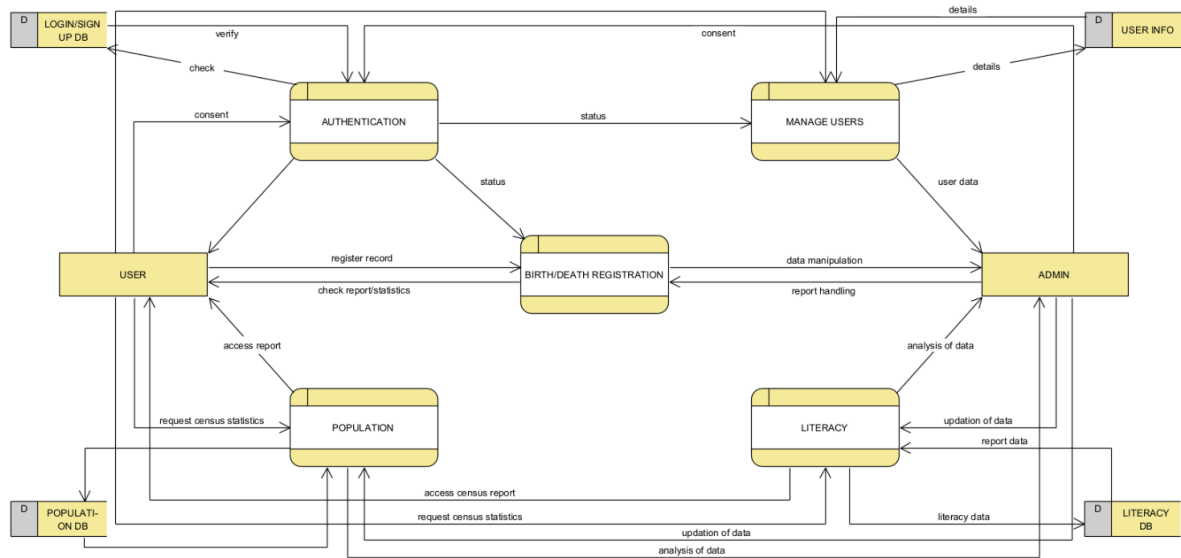 details
D
LOGIN/SIGN
UP DB
verify
consent
D
USER INFO
check
details
AUTHENTICATION
consent
status
MANAGE USERS
status
user data
USER
register record
BIRTH/DEATH REGISTRATION
data manipulation
ADMIN
check report/statistics
report handling
access report
analysis of data
request census statistics
POPULATION
LITERACY
updation of data
report data
access census report
D
POPULATI-
ON DB
request census statistics
literacy data
D
LITERACY
DB
updation of data
analysis of data